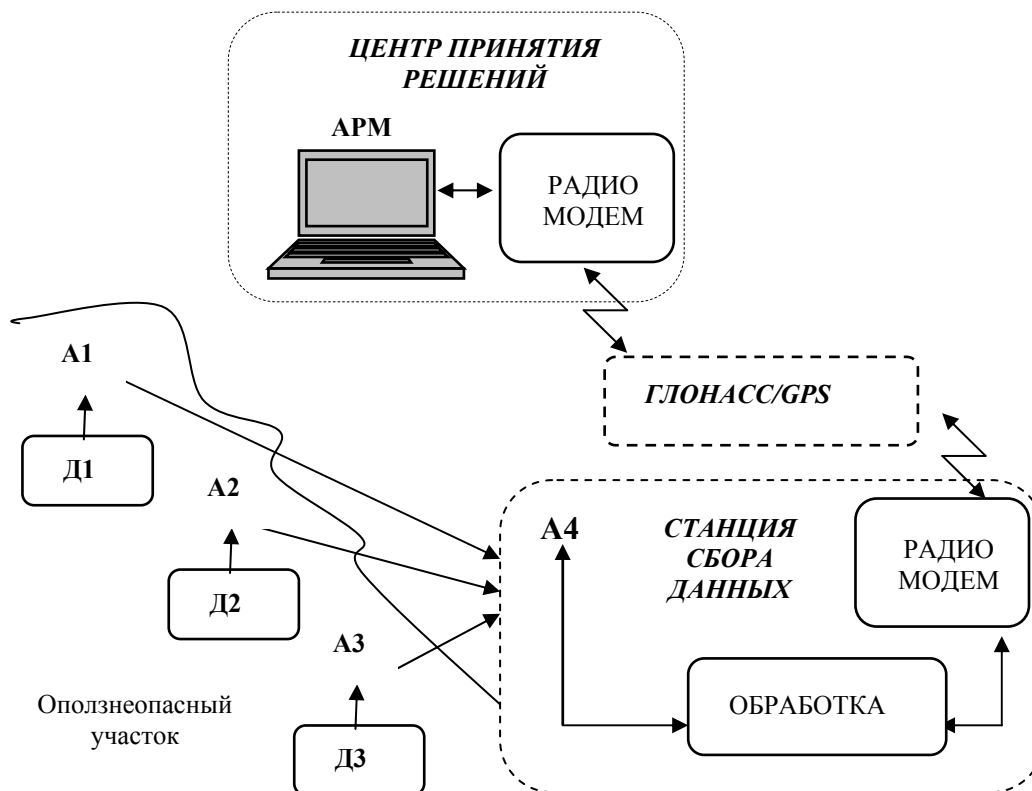 ЦЕНТР ПРИНЯТИЯ
РЕШЕНИЙ
АРМ
РАДИО
МОДЕМ
А1
ГЛОНАСС/GPS
Д1
А2
А4
СТАНЦИЯ
СБОРА
ДАННЫХ
РАДИО
МОДЕМ
Д2
А3
Оползнеопасный
участок
ОБРАБОТКА
Д3